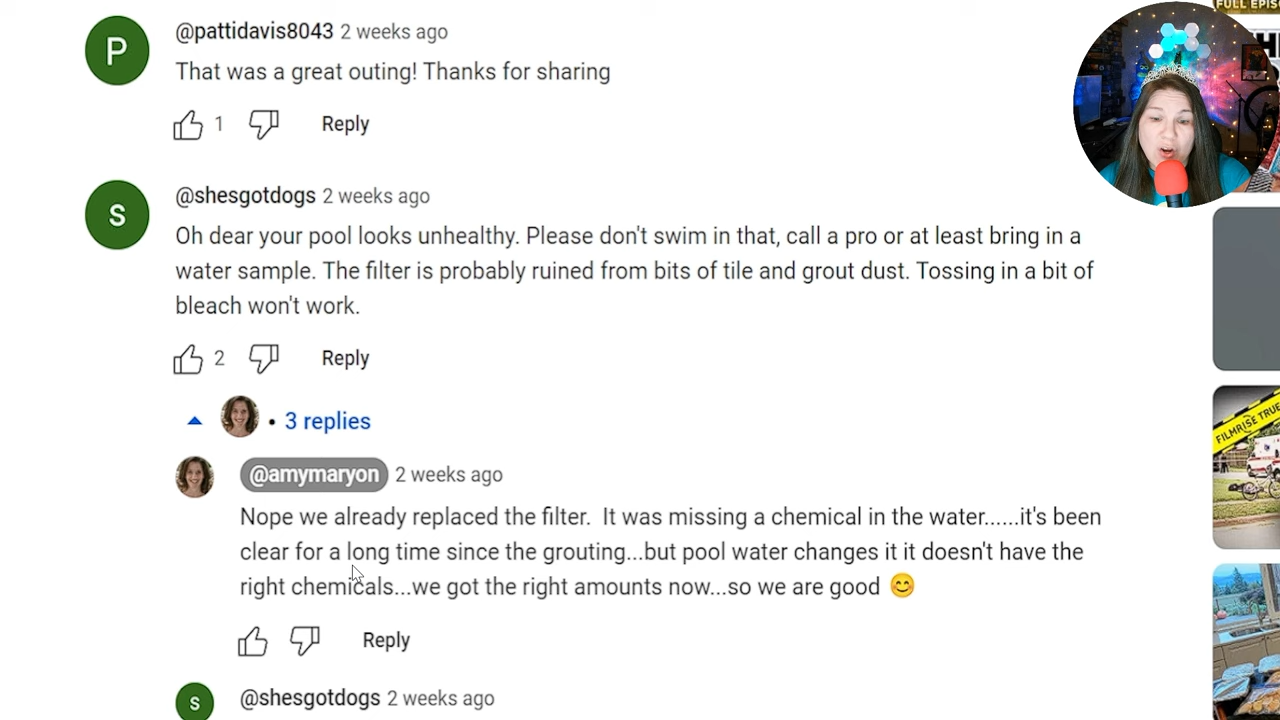 FULL EPIS
P
@pattidavis8043 2 weeks ago
That was a great outing! Thanks for sharing
1 Reply
S
@shesgotdogs 2 weeks ago
Oh dear your pool looks unhealthy. Please don't swim in that, call a pro or at least bring in a
water sample. The filter is probably ruined from bits of tile and grout dust. Tossing in a bit of
bleach won't work.
2 Reply
• 3 replies
@amymaryon 2 weeks ago
Nope we already replaced the filter.  It was missing a chemical in the water......it's been
clear for a long time since the grouting...but pool water changes it it doesn't have the
right chemicals...we got the right amounts now...so we are good 😊
Reply
FILMRISE TRUE
S
@shesgotdogs 2 weeks ago